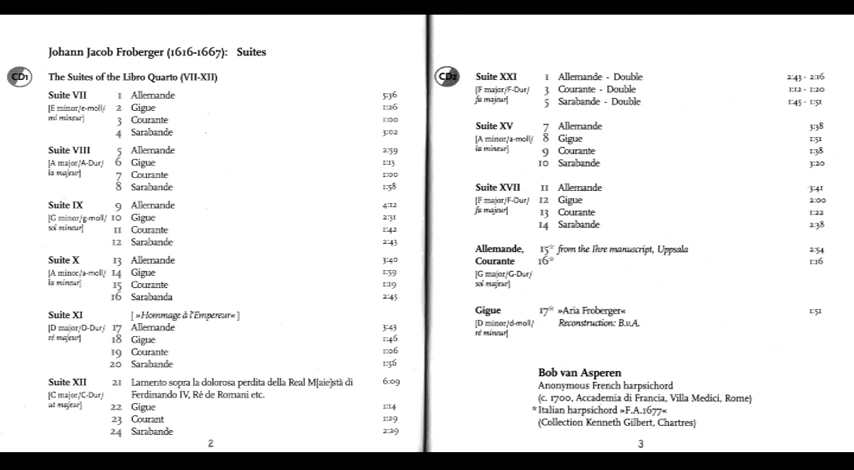 Johann Jacob Froberger (1616-1667): Suites
CD1
The Suites of the Libro Quarto (VII-XII)
Suite VII 1 Allemande 5:36
[E minor/e-moll/ 2 Gigue 1:26
mi mineur] 3 Courante 1:00
4 Sarabande 3:02
Suite VIII 5 Allemande 2:59
[A major/A-Dur/ 6 Gigue 1:13
la majeur] 7 Courante 1:00
8 Sarabande 1:58
Suite IX 9 Allemande 4:12
[G minor/g-moll/ 10 Gigue 2:31
sol mineur] 11 Courante 1:42
12 Sarabande 2:43
Suite X 13 Allemande 3:40
[A minor/a-moll/ 14 Gigue 1:59
la mineur] 15 Courante 1:19
16 Sarabanda 2:45
Suite XI [ »Hommage à l'Empereur« ]
[D major/D-Dur/ 17 Allemande 3:43
ré majeur] 18 Gigue 1:46
19 Courante 1:06
20 Sarabande 1:56
Suite XII 21 Lamento sopra la dolorosa perdita della Real M[aie]stà di 6:09
[C major/C-Dur/ Ferdinando IV, Ré de Romani etc.
ut majeur] 22 Gigue 1:14
23 Courant 1:29
24 Sarabande 2:29
2
CD2
Suite XXI 1 Allemande - Double 2:43 - 2:16
[F major/F-Dur/ 3 Courante - Double 1:12 - 1:20
fa majeur] 5 Sarabande - Double 1:45 - 1:51
Suite XV 7 Allemande 3:38
[A minor/a-moll/ 8 Gigue 1:51
la mineur] 9 Courante 1:38
10 Sarabande 3:20
Suite XVII 11 Allemande 3:41
[F major/F-Dur/ 12 Gigue 2:00
fa majeur] 13 Courante 1:22
14 Sarabande 2:38
Allemande, 15* from the Ihre manuscript, Uppsala 2:54
Courante 16* 1:16
[G major/G-Dur/
sol majeur]
Gigue 17* »Aria Froberger« 1:51
[D minor/d-moll/ Reconstruction: B.v.A.
ré mineur]
Bob van Asperen
Anonymous French harpsichord
(c. 1700, Accademia di Francia, Villa Medici, Rome)
*Italian harpsichord »F.A.1677«
(Collection Kenneth Gilbert, Chartres)
3